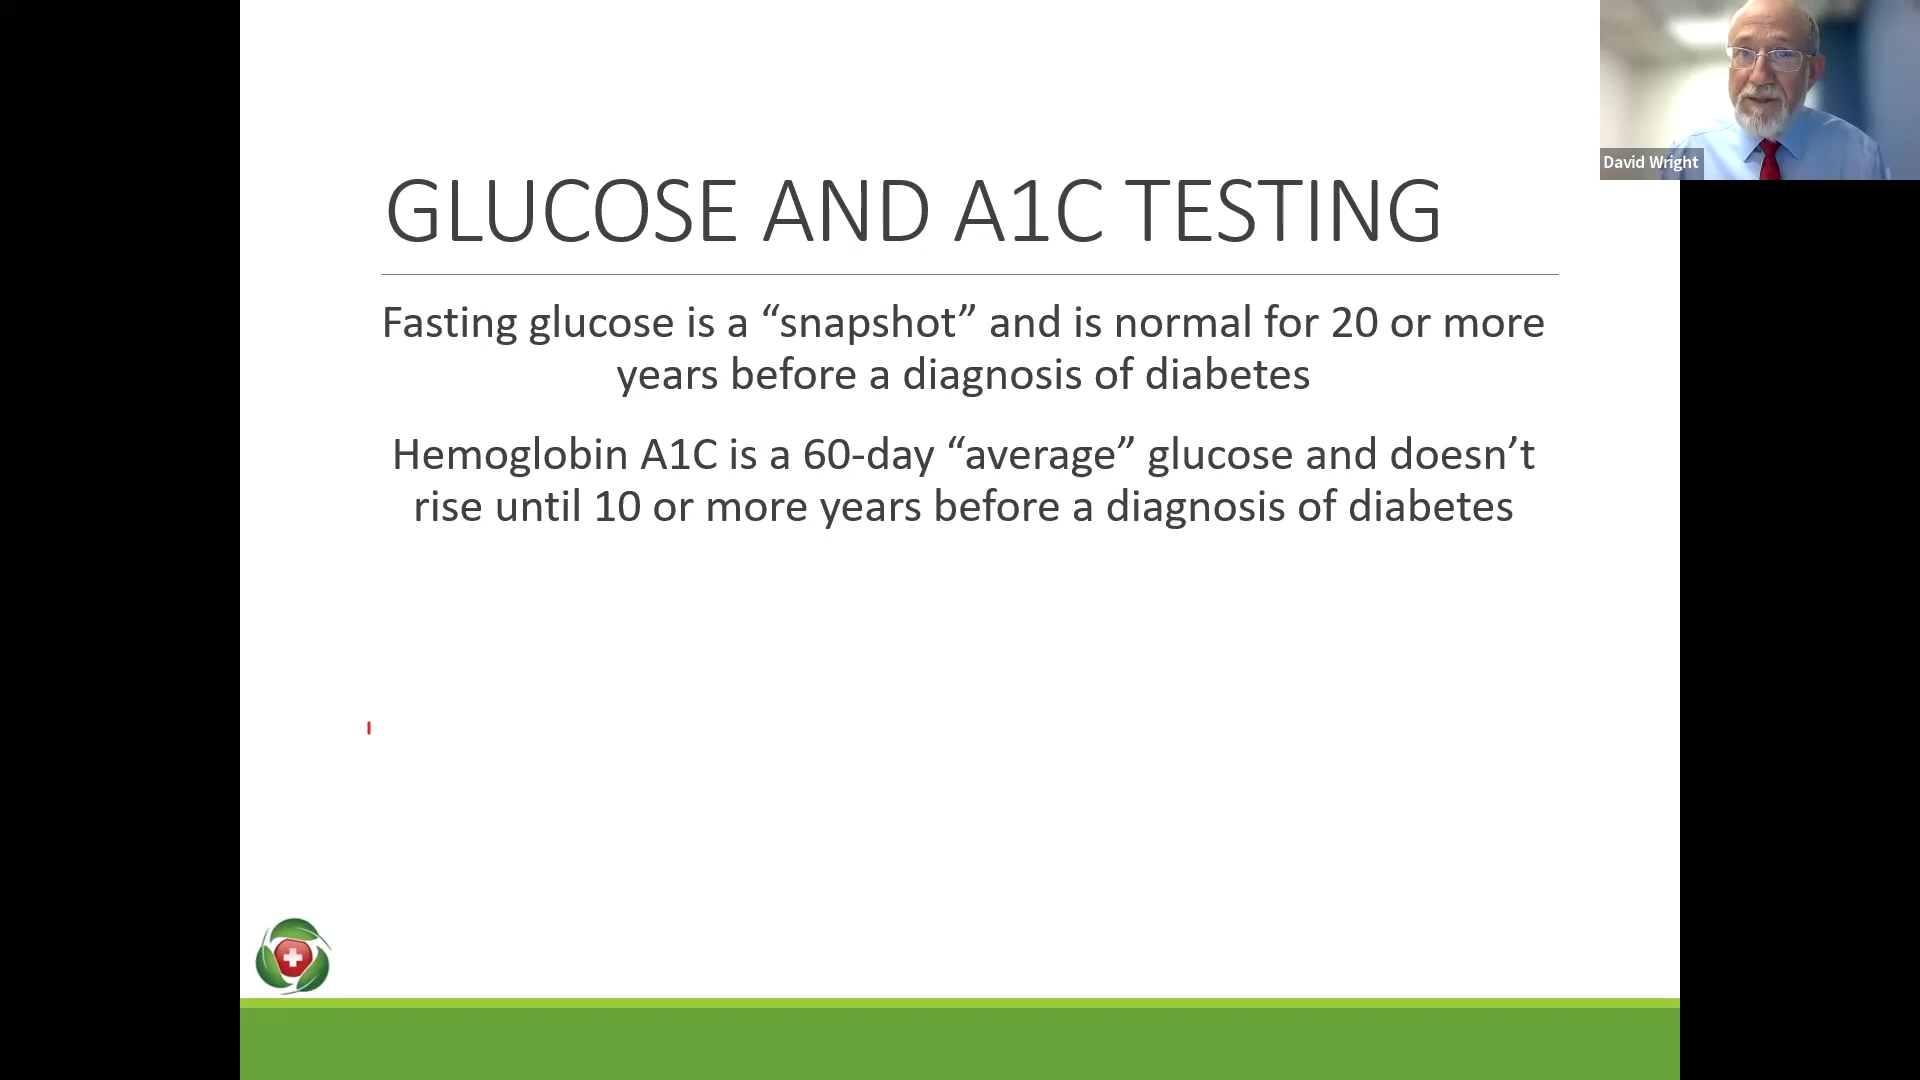 David Wright
GLUCOSE AND A1C TESTING
Fasting glucose is a “snapshot” and is normal for 20 or more
years before a diagnosis of diabetes
Hemoglobin A1C is a 60-day “average” glucose and doesn’t
rise until 10 or more years before a diagnosis of diabetes